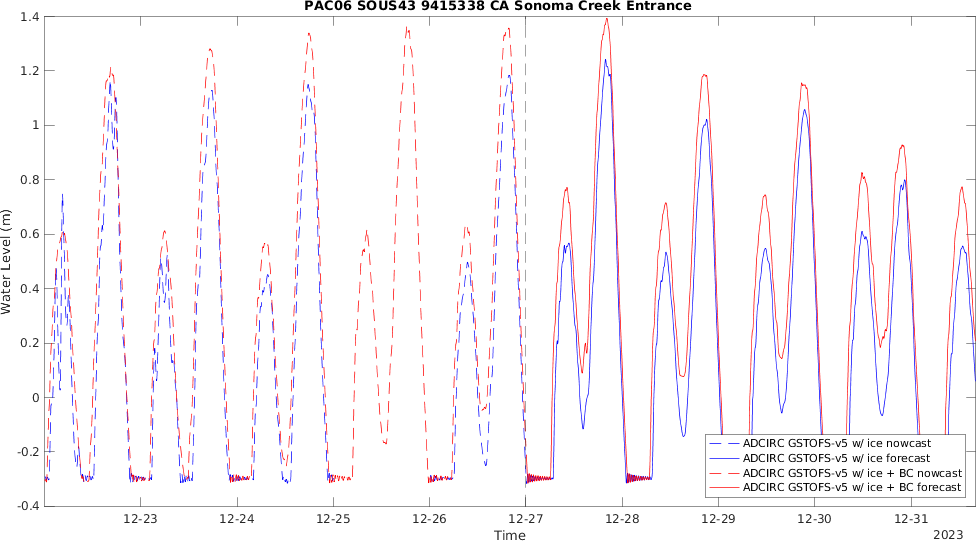 PAC06 SOUS43 9415338 CA Sonoma Creek Entrance
Water Level (m)
1.4
1.2
1
0.8
0.6
0.4
0.2
0
-0.2
-0.4
ADCIRC GSTOFS-v5 w/ ice nowcast
ADCIRC GSTOFS-v5 w/ ice forecast
ADCIRC GSTOFS-v5 w/ ice + BC nowcast
ADCIRC GSTOFS-v5 w/ ice + BC forecast
12-23 12-24 12-25 12-26 12-27 12-28 12-29 12-30 12-31
Time
2023